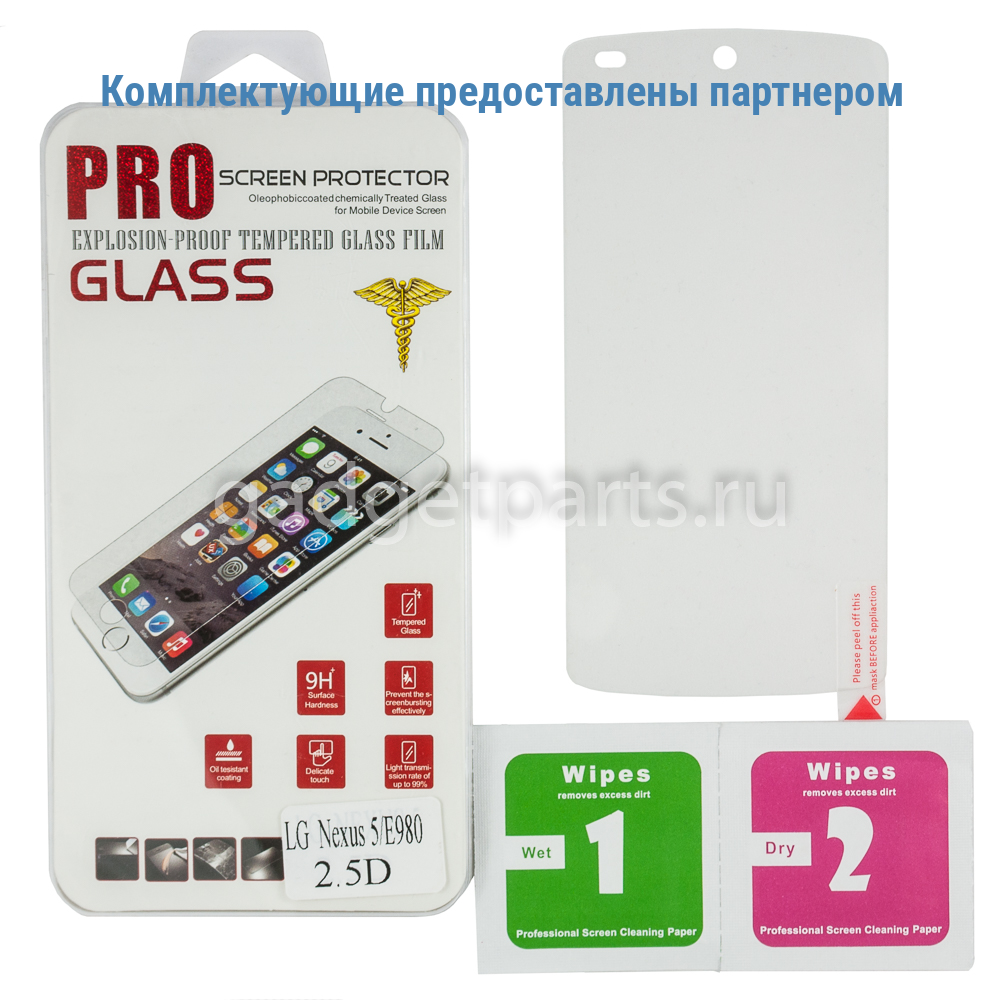 Комплектующие предоставлены партнером
PRO SCREEN PROTECTOR
Oleophobiccoated chemically Treated Glass
for Mobile Device Screen
EXPLOSION-PROOF TEMPERED GLASS FILM
GLASS
gadgetparts.ru
Tempered
Glass
9H+
Surface
Hardness
Prevent the s-
creenbursting
effectively
Oil tesistant
coating
Delicate
touch
Light transmi-
ssion rate of
up to 99%
LG Nexus 5/E980
2.5D
Please peel off this
① mask BEFORE appliaction
Wipes
removes excess dirt
Wet
1
Professional Screen Cleaning Paper
Wipes
removes excess dirt
Dry
2
Professional Screen Cleaning Paper